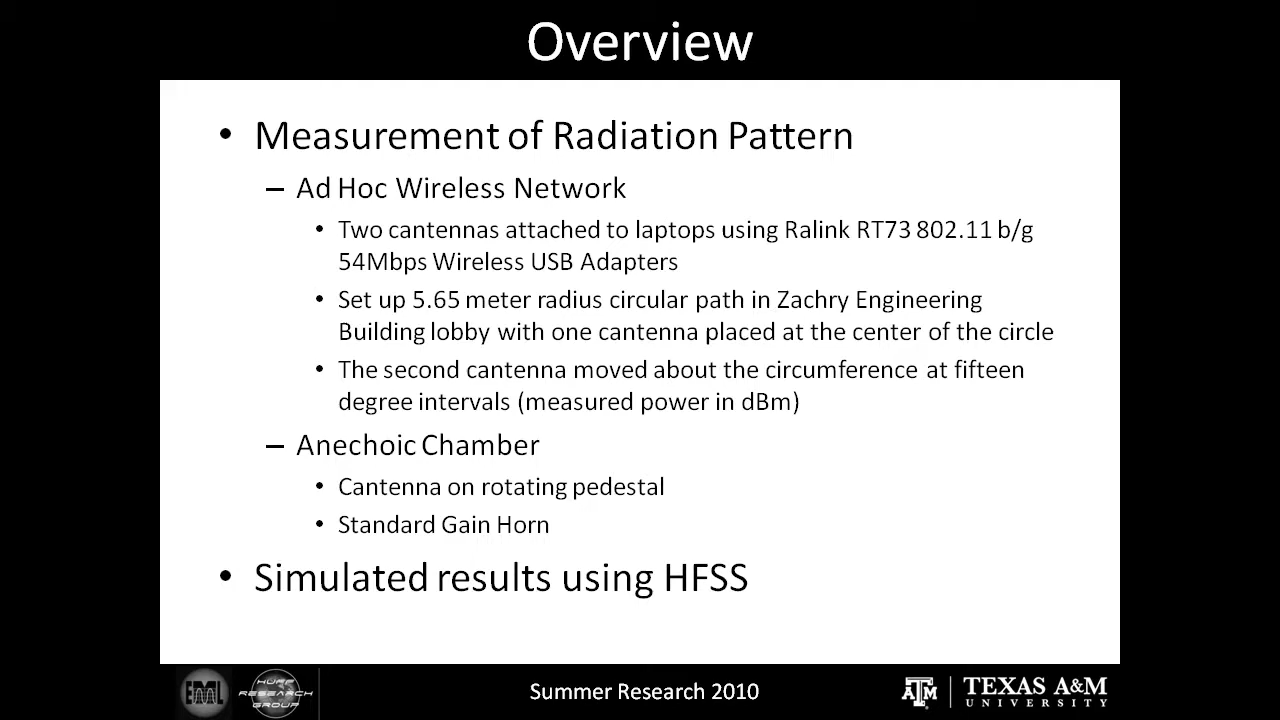 Overview
• Measurement of Radiation Pattern
– Ad Hoc Wireless Network
• Two cantennas attached to laptops using Ralink RT73 802.11 b/g
54Mbps Wireless USB Adapters
• Set up 5.65 meter radius circular path in Zachry Engineering
Building lobby with one cantenna placed at the center of the circle
• The second cantenna moved about the circumference at fifteen
degree intervals (measured power in dBm)
– Anechoic Chamber
• Cantenna on rotating pedestal
• Standard Gain Horn
• Simulated results using HFSS
EML
HUFF
RESEARCH
GROUP
Summer Research 2010
ATM
TEXAS A&M
UNIVERSITY